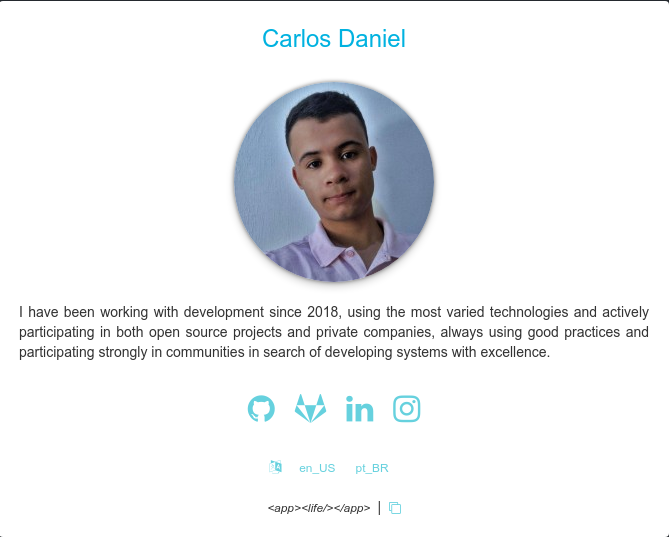 Carlos Daniel
I have been working with development since 2018, using the most varied technologies and actively
participating in both open source projects and private companies, always using good practices and
participating strongly in communities in search of developing systems with excellence.
in
en_US pt_BR
<app><life/></app> |